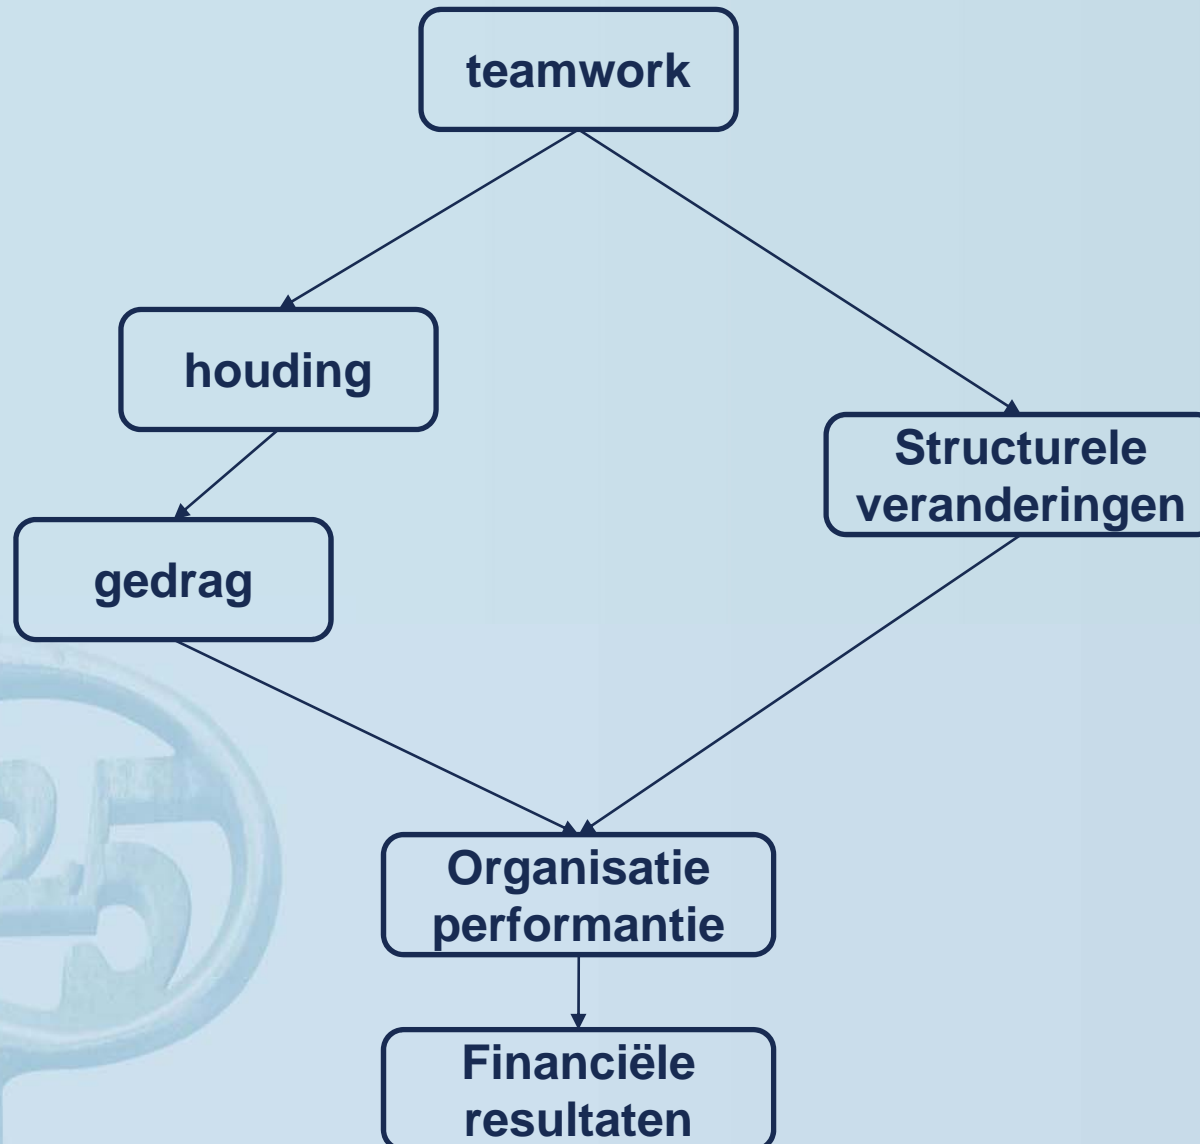 teamwork
houding
Structurele
veranderingen
gedrag
25
Organisatie
performantie
Financiële
resultaten